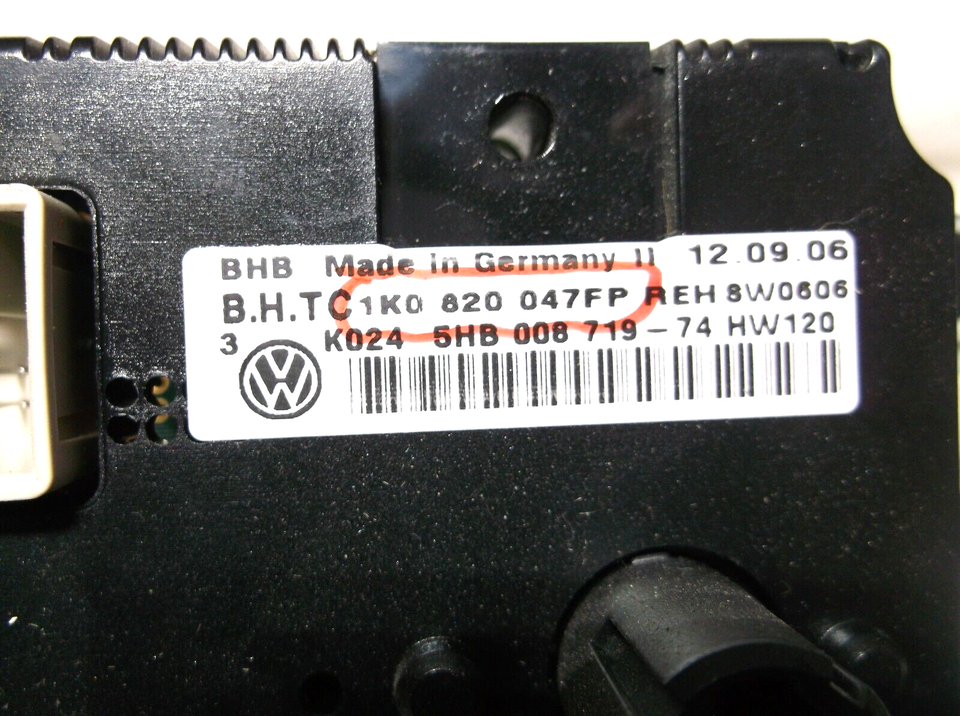 BHB Made in Germany II 12.09.06
B.H.T.C 1K0 820 047FP REH 8W0606
3 K024 5HB 008 719-74 HW120